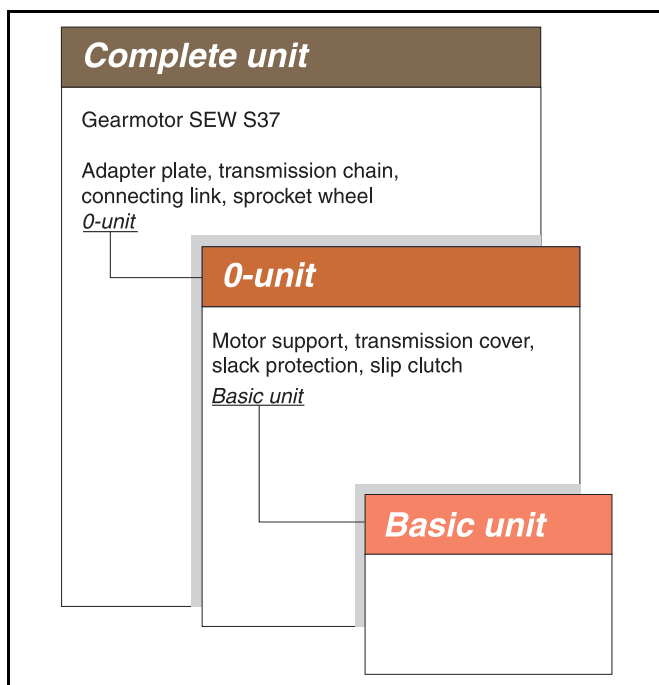 Complete unit
Gearmotor SEW S37
Adapter plate, transmission chain,
connecting link, sprocket wheel
0-unit
0-unit
Motor support, transmission cover,
slack protection, slip clutch
Basic unit
Basic unit